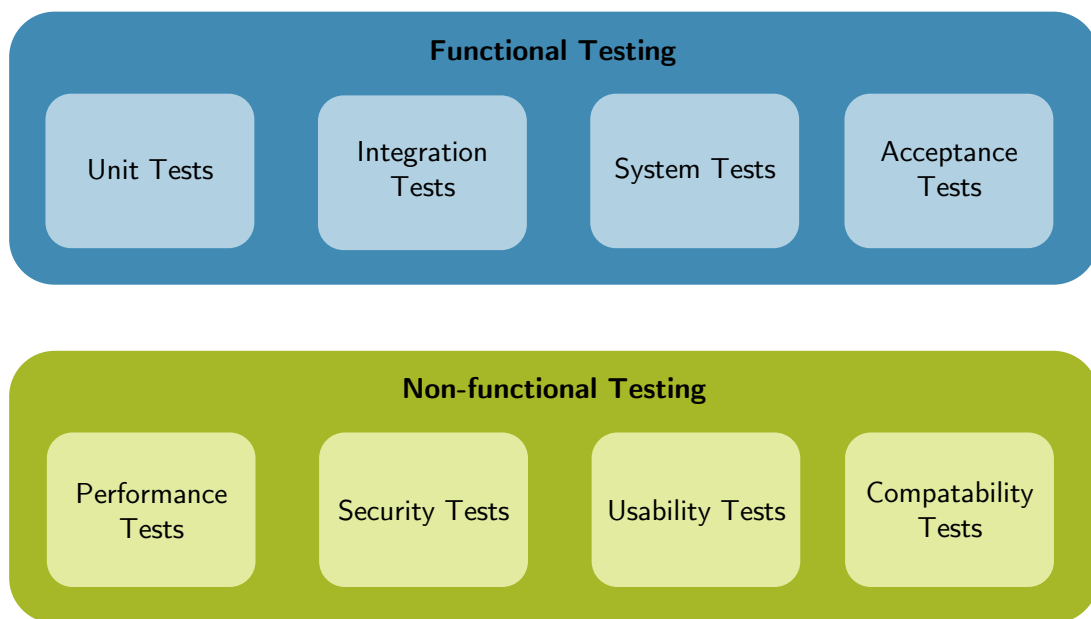 Functional Testing
Unit Tests
Integration
Tests
System Tests
Acceptance
Tests
Non-functional Testing
Performance
Tests
Security Tests
Usability Tests
Compatability
Tests